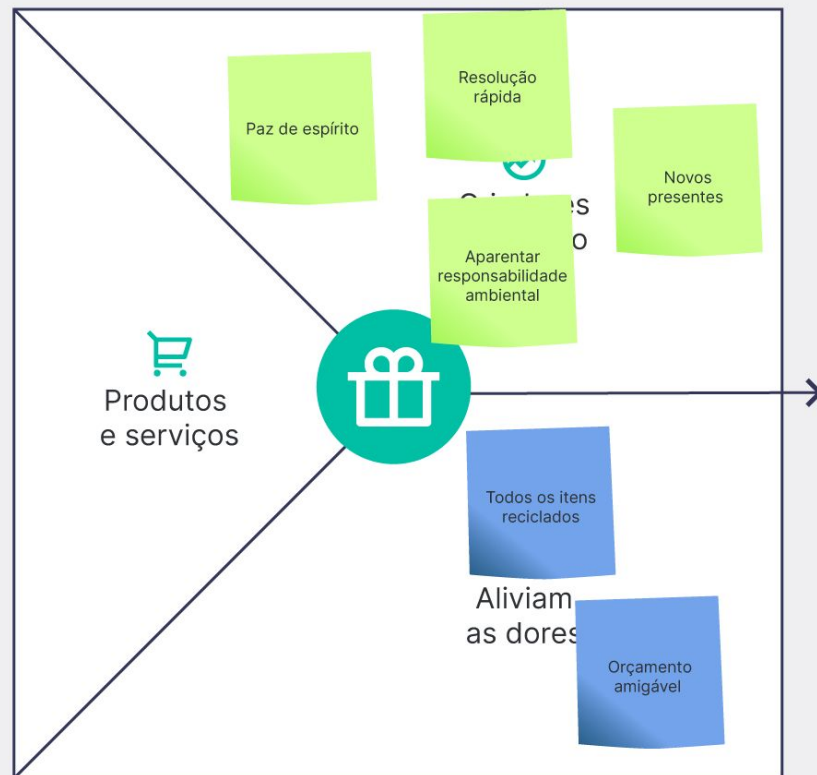 Paz de espírito
Resolução
rápida
Novos
presentes
Aparentar
responsabilidade
ambiental
Produtos
e serviços
Todos os itens
reciclados
Aliviam
as dores
Orçamento
amigável